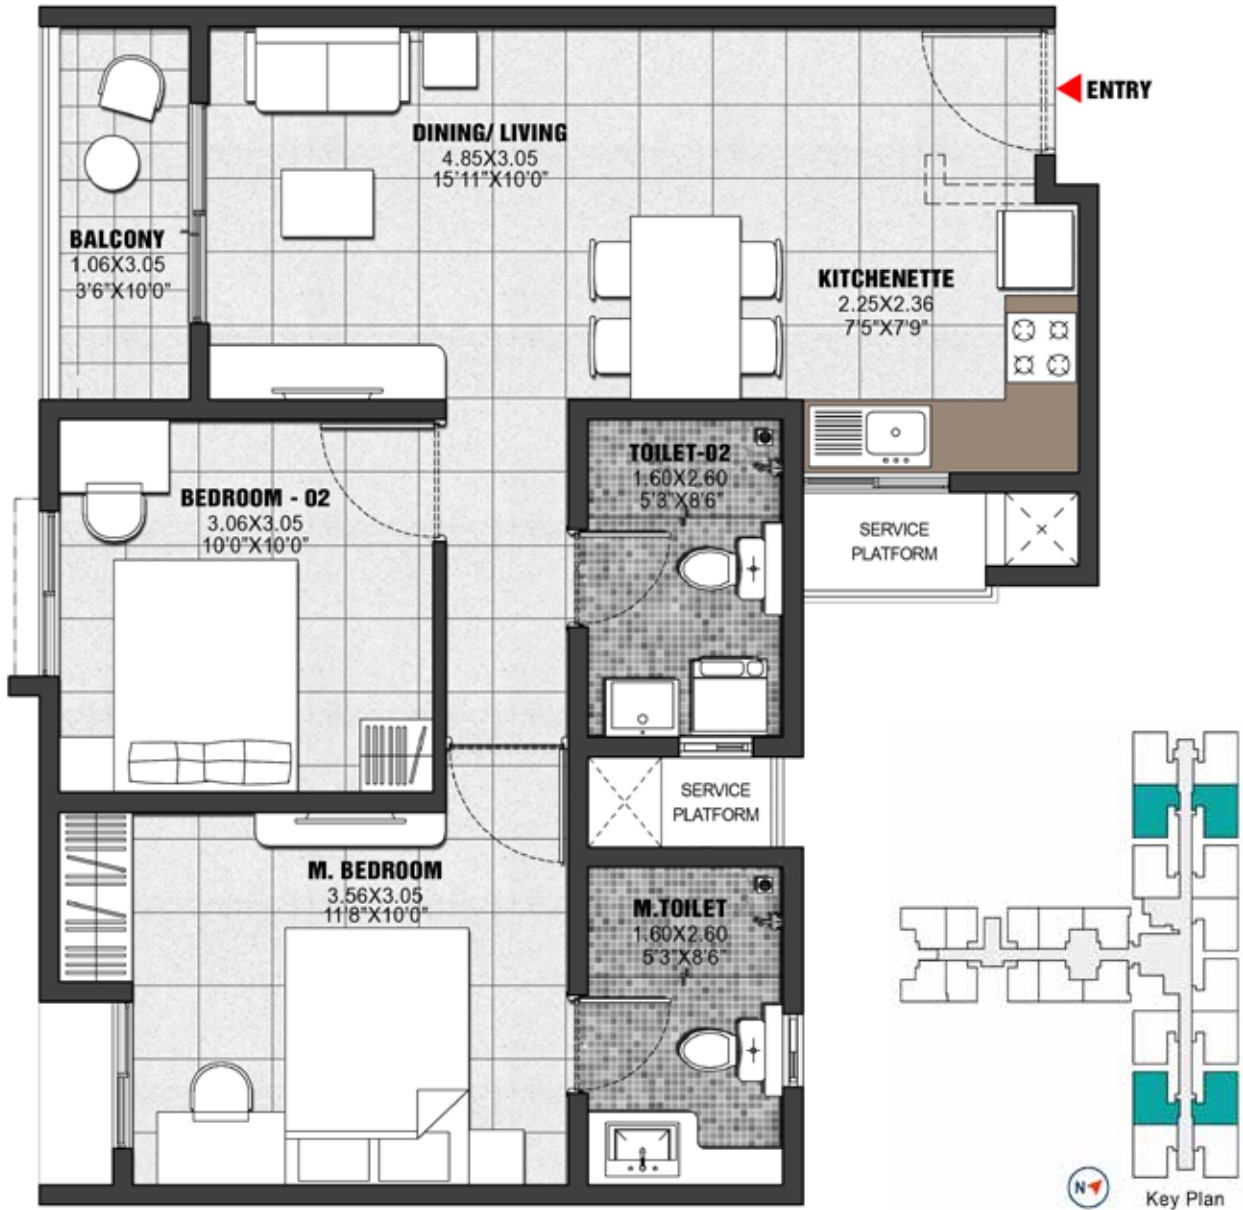 ENTRY
DINING/ LIVING
4.85X3.05
15'11"X10'0"
BALCONY
1.06X3.05
3'6"X10'0"
KITCHENETTE
2.25X2.36
7'5"X7'9"
TOILET-02
1.60X2.60
5'3"X8'6"
BEDROOM - 02
3.06X3.05
10'0"X10'0"
SERVICE
PLATFORM
SERVICE
PLATFORM
M. BEDROOM
3.56X3.05
11'8"X10'0"
M.TOILET
1.60X2.60
5'3"X8'6"
N
Key Plan